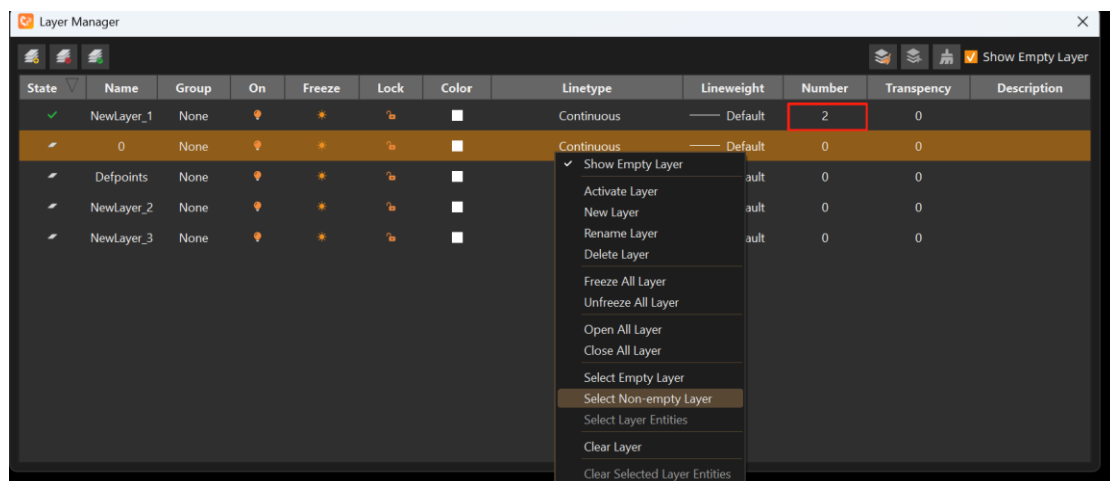 Layer Manager
Show Empty Layer
State Name Group On Freeze Lock Color Linetype Lineweight Number Transpency Description
NewLayer_1 None Continuous Default 2 0
0 None Continuous Default 0 0
Defpoints None ault 0 0
NewLayer_2 None ault 0 0
NewLayer_3 None ault 0 0
Show Empty Layer
Activate Layer
New Layer
Rename Layer
Delete Layer
Freeze All Layer
Unfreeze All Layer
Open All Layer
Close All Layer
Select Empty Layer
Select Non-empty Layer
Select Layer Entities
Clear Layer
Clear Selected Layer Entities